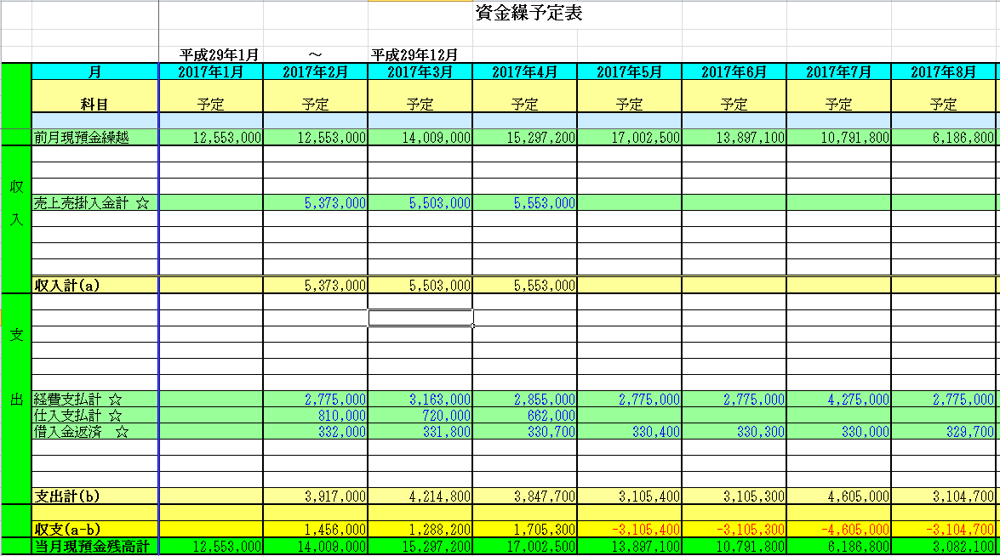 資金繰予定表
平成29年1月 ～ 平成29年12月
月 2017年1月 2017年2月 2017年3月 2017年4月 2017年5月 2017年6月 2017年7月 2017年8月
科目 予定 予定 予定 予定 予定 予定 予定 予定
前月現預金繰越 12,553,000 12,553,000 14,009,000 15,297,200 17,002,500 13,897,100 10,791,800 6,186,800
収
売上売掛入金計 ☆ 5,373,000 5,503,000 5,553,000
入
収入計(a) 5,373,000 5,503,000 5,553,000
支
出 経費支払計 ☆ 2,775,000 3,163,000 2,855,000 2,775,000 2,775,000 4,275,000 2,775,000
仕入支払計 ☆ 810,000 720,000 662,000
借入金返済 ☆ 332,000 331,800 330,700 330,400 330,300 330,000 329,700
支出計(b) 3,917,000 4,214,800 3,847,700 3,105,400 3,105,300 4,605,000 3,104,700
収支(a-b) 1,456,000 1,288,200 1,705,300 -3,105,400 -3,105,300 -4,605,000 -3,104,700
当月現預金残高計 12,553,000 14,009,000 15,297,200 17,002,500 13,897,100 10,791,800 6,186,800 3,082,100